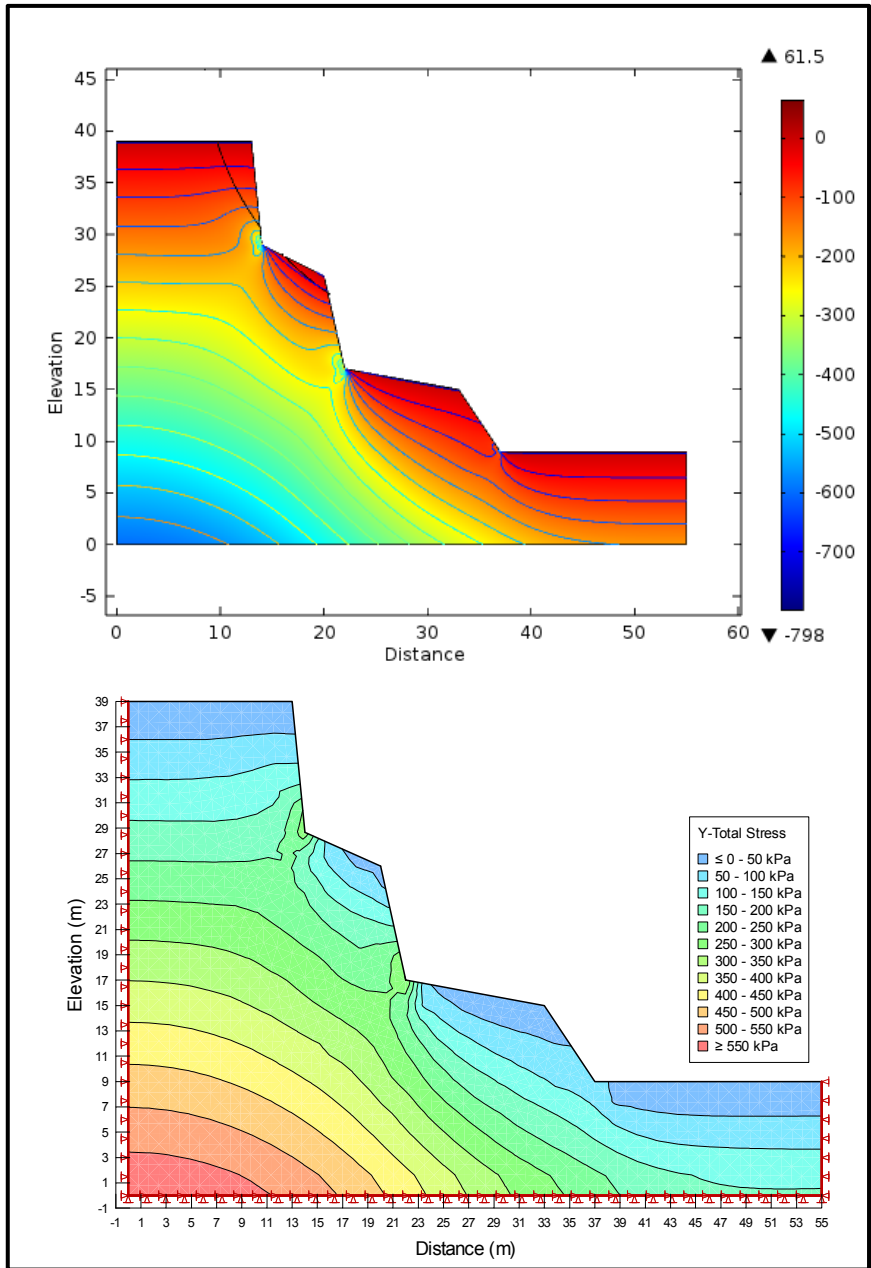 ▲ 61.5
45
40
35
30
25
20
15
10
5
0
-5
Elevation
0 10 20 30 40 50 60
Distance
0
-100
-200
-300
-400
-500
-600
-700
▼ -798
39
37
35
33
31
29
27
25
23
21
19
17
15
13
11
9
7
5
3
1
-1
Elevation (m)
Y-Total Stress
≤ 0 - 50 kPa
50 - 100 kPa
100 - 150 kPa
150 - 200 kPa
200 - 250 kPa
250 - 300 kPa
300 - 350 kPa
350 - 400 kPa
400 - 450 kPa
450 - 500 kPa
500 - 550 kPa
≥ 550 kPa
-1 1 3 5 7 9 11 13 15 17 19 21 23 25 27 29 31 33 35 37 39 41 43 45 47 49 51 53 55
Distance (m)